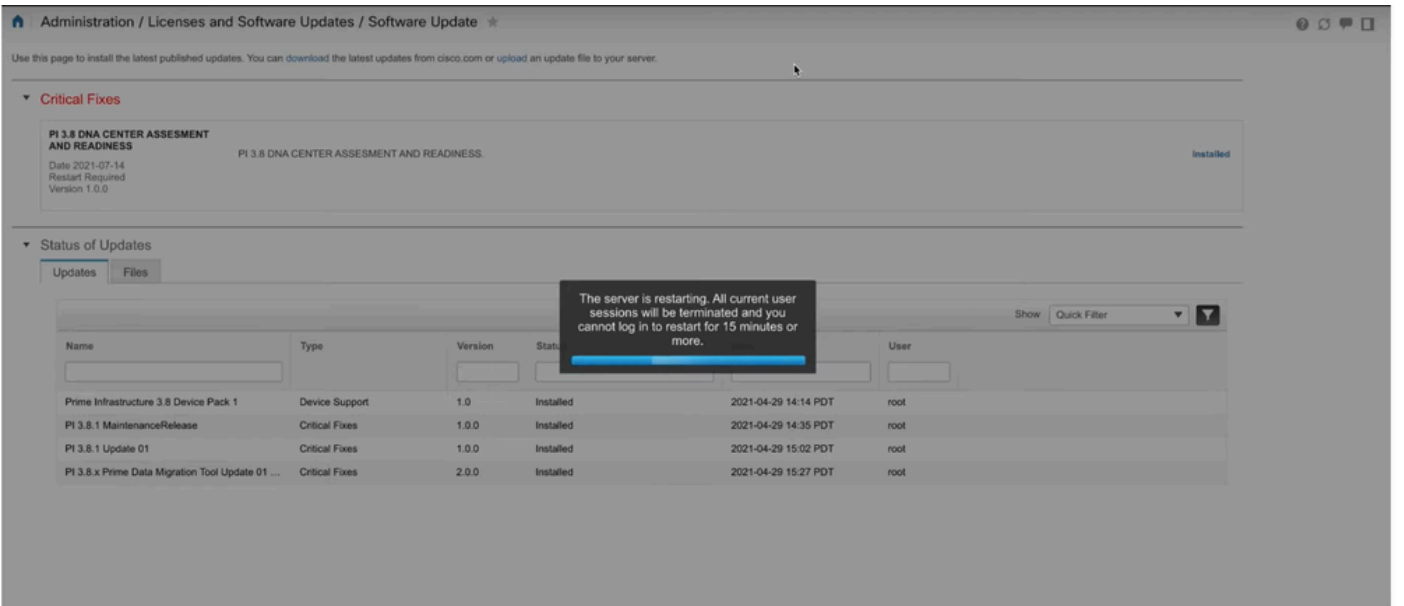 Administration / Licenses and Software Updates / Software Update
Use this page to install the latest published updates. You can download the latest updates from cisco.com or upload an update file to your server.
Critical Fixes
PI 3.8 DNA CENTER ASSESMENT
AND READINESS
PI 3.8 DNA CENTER ASSESMENT AND READINESS.
Installed
Date 2021-07-14
Restart Required
Version 1.0.0
Status of Updates
Updates Files
The server is restarting. All current user
sessions will be terminated and you
cannot log in to restart for 15 minutes or
more.
Show Quick Filter
Name Type Version Status User
Prime Infrastructure 3.8 Device Pack 1 Device Support 1.0 Installed 2021-04-29 14:14 PDT root
PI 3.8.1 MaintenanceRelease Critical Fixes 1.0.0 Installed 2021-04-29 14:35 PDT root
PI 3.8.1 Update 01 Critical Fixes 1.0.0 Installed 2021-04-29 15:02 PDT root
PI 3.8.x Prime Data Migration Tool Update 01 ... Critical Fixes 2.0.0 Installed 2021-04-29 15:27 PDT root